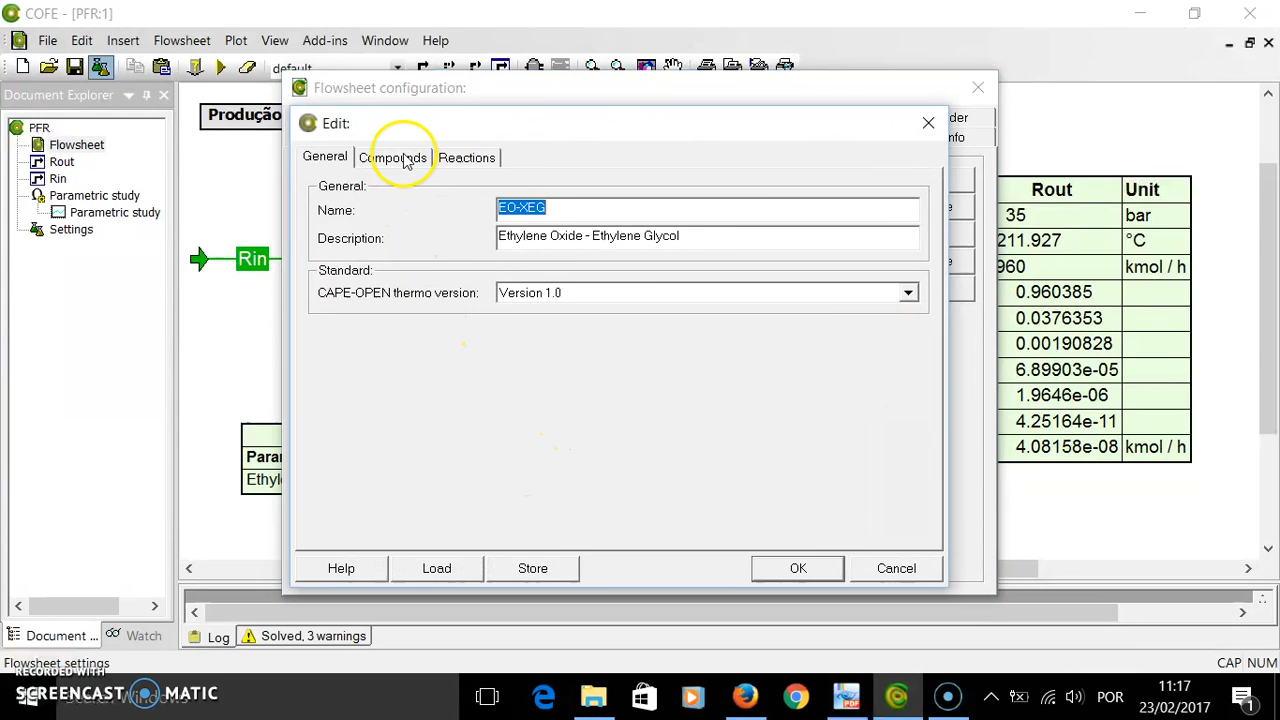 COFE - [PFR:1]
File Edit Insert Flowsheet Plot View Add-ins Window Help
default
Document Explorer
PFR
Flowsheet
Rout
Rin
Parametric study
Parametric study
Settings
Document ...
Watch
Produção
Rin
Para
Ethyl
Flowsheet configuration:
der
nfo
e
e
Edit:
General Compounds Reactions
General:
Name: EO-XEG
Description: Ethylene Oxide - Ethylene Glycol
Standard:
CAPE-OPEN thermo version: Version 1.0
Help Load Store OK Cancel
Rout Unit
35 bar
211.927 °C
960 kmol / h
0.960385
0.0376353
0.00190828
6.89903e-05
1.9646e-06
4.25164e-11
4.08158e-08 kmol / h
Log Solved, 3 warnings
Flowsheet settings
CAP NUM
RECORDED WITH
SCREENCAST MATIC
Windows
POR
11:17
23/02/2017
1